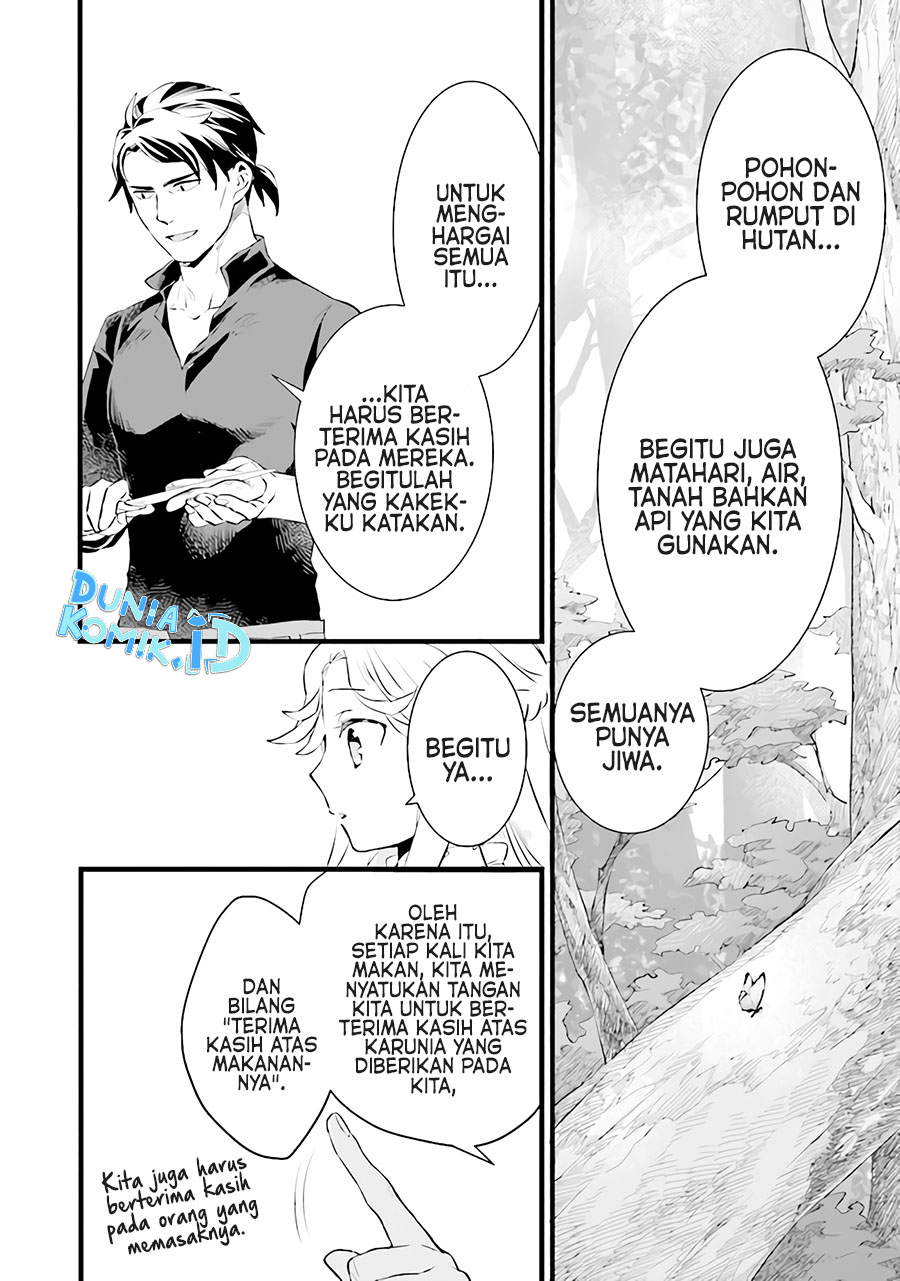 POHON-
POHON DAN
RUMPUT DI
HUTAN...
BEGITU JUGA
MATAHARI, AIR,
TANAH BAHKAN
API YANG KITA
GUNAKAN.
SEMUANYA
PUNYA
JIWA.
UNTUK
MENG-
HARGAI
SEMUA
ITU...
...KITA
HARUS BER-
TERIMA KASIH
PADA MEREKA.
BEGITULAH
YANG KAKEK-
KU KATAKAN.
DUNIA
KOMIK.ID
BEGITU
YA...
OLEH
KARENA ITU,
SETIAP KALI KITA
MAKAN, KITA ME-
NYATUKAN TANGAN
KITA UNTUK BER-
TERIMA KASIH ATAS
KARUNIA YANG
DIBERIKAN PADA
KITA,
DAN
BILANG
"TERIMA
KASIH ATAS
MAKANAN-
NYA".
Kita juga harus
berterima kasih
pada orang yang
memasaknya.